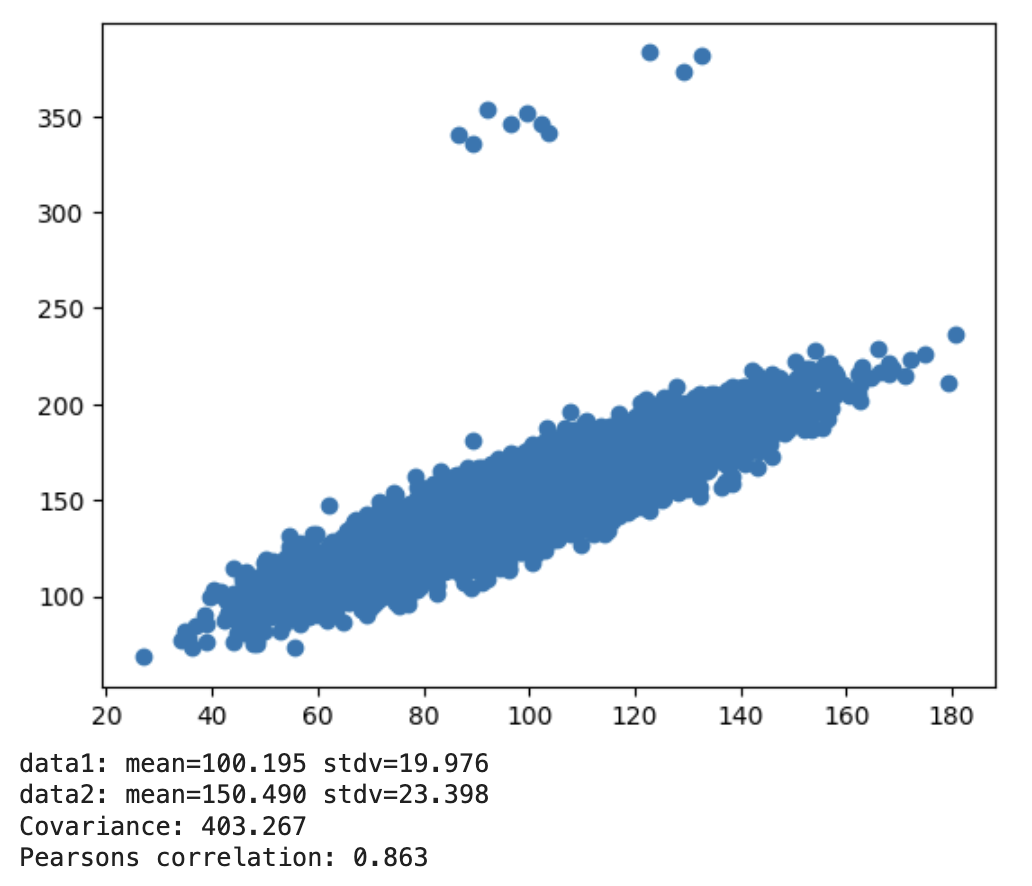 350
300
250
200
150
100
20 40 60 80 100 120 140 160 180
data1: mean=100.195 stdv=19.976
data2: mean=150.490 stdv=23.398
Covariance: 403.267
Pearsons correlation: 0.863